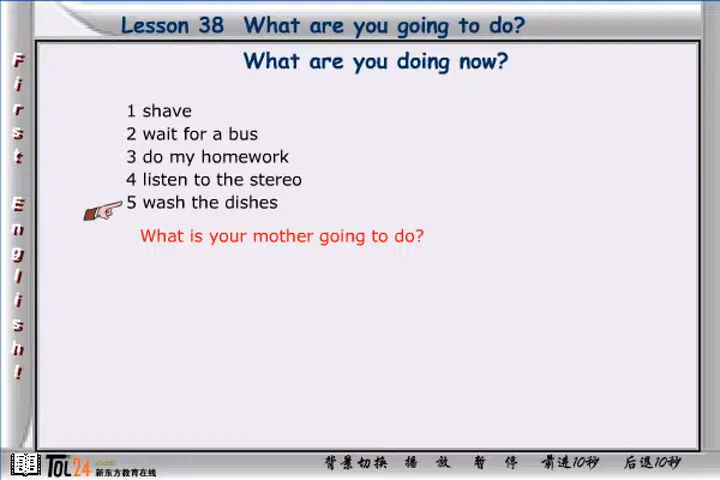 Lesson 38 What are you going to do?
What are you doing now?
First English!
1 shave
2 wait for a bus
3 do my homework
4 listen to the stereo
5 wash the dishes
What is your mother going to do?
TOL24.com 新东方教育在线
背景切换 播放 暂停 前进10秒 后退10秒